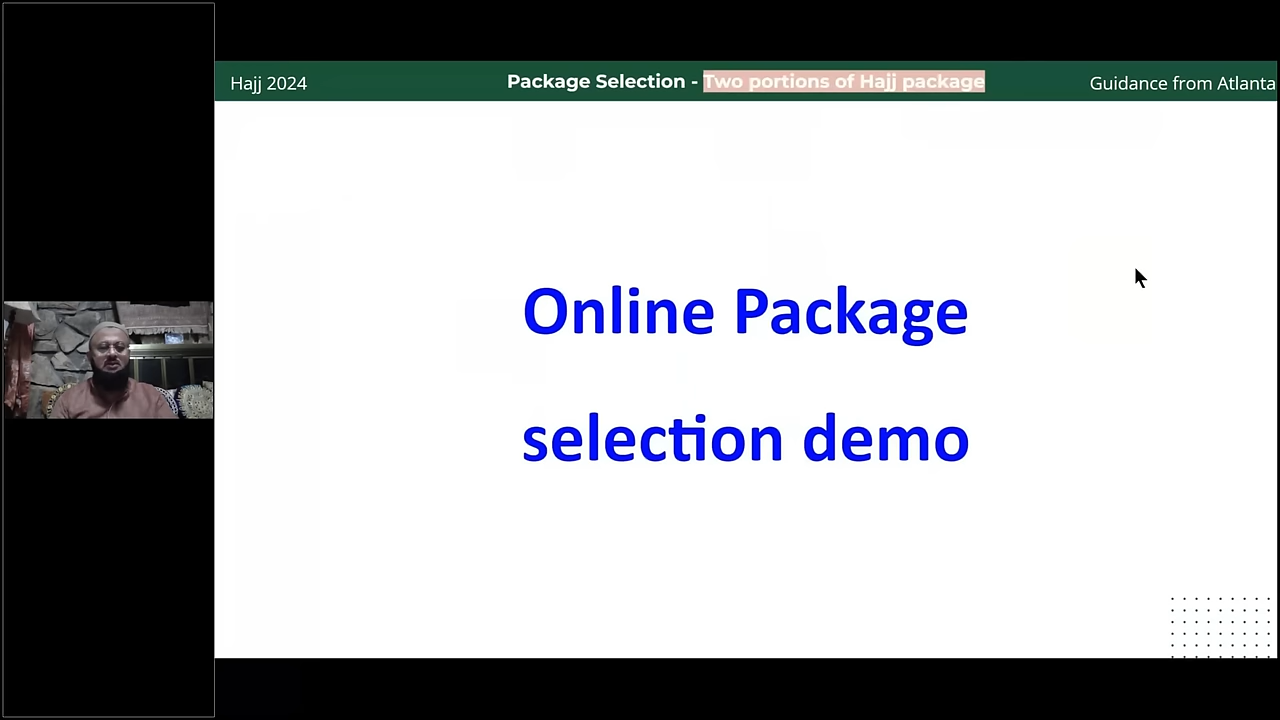 Hajj 2024
Package Selection - Two portions of Hajj package
Guidance from Atlanta
Online Package
selection demo